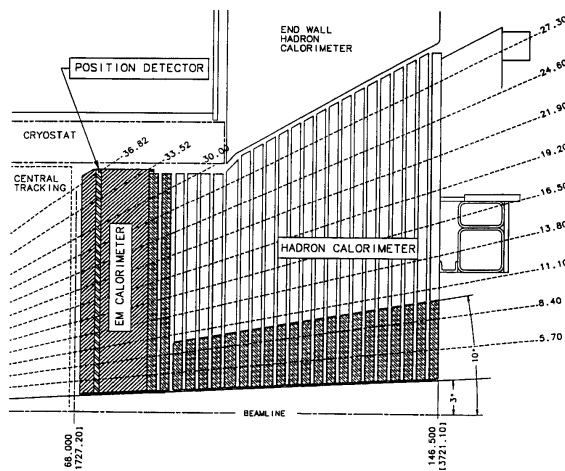 END WALL
HADRON
CALORIMETER
27.30
POSITION DETECTOR
24.60
21.90
CRYOSTAT
36.82
33.52
30.00
19.20
CENTRAL
TRACKING
16.50
EM CALORIMETER
HADRON CALORIMETER
13.80
11.10
8.40
5.70
10°
3°
BEAMLINE
68.000
1727.20)
146.500
[3721.10]